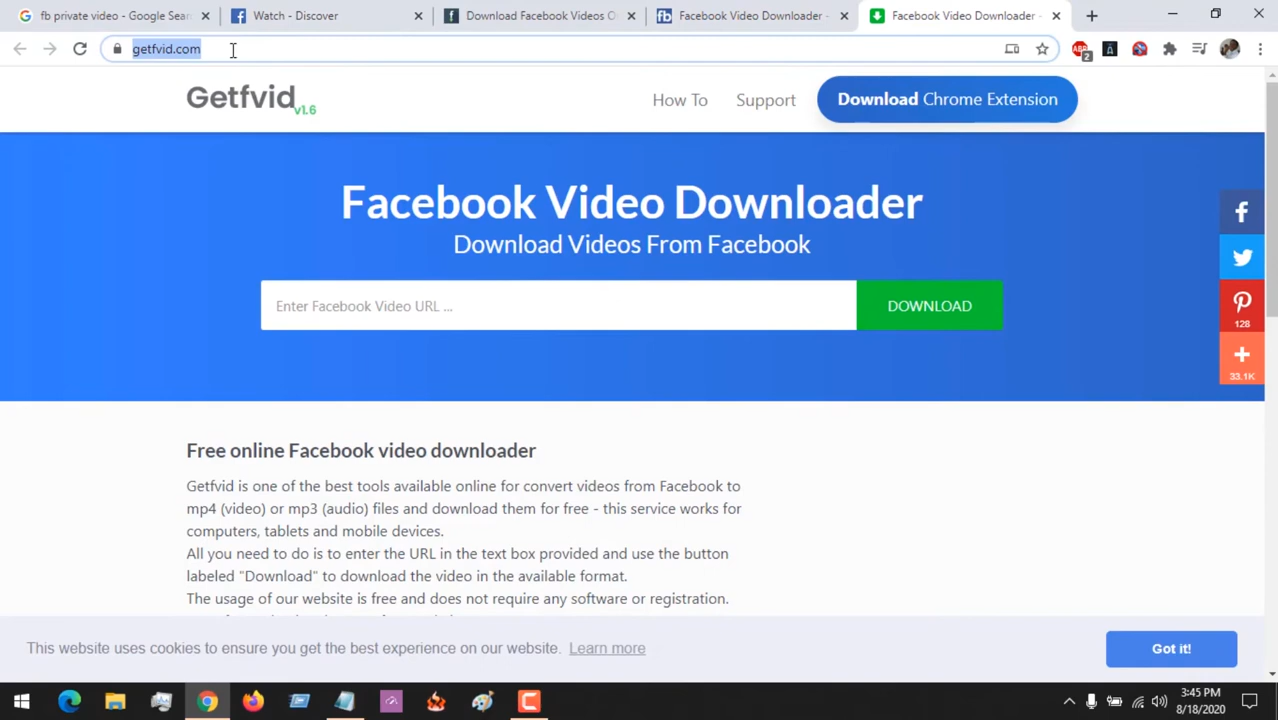 fb private video - Google Sear
Watch - Discover
Download Facebook Videos O
Facebook Video Downloader -
Facebook Video Downloader -
getfvid.com
2
Getfvid
v1.6
How To
Support
Download Chrome Extension
Facebook Video Downloader
Download Videos From Facebook
Enter Facebook Video URL ...
DOWNLOAD
128
33.1K
Free online Facebook video downloader
Getfvid is one of the best tools available online for convert videos from Facebook to
mp4 (video) or mp3 (audio) files and download them for free - this service works for
computers, tablets and mobile devices.
All you need to do is to enter the URL in the text box provided and use the button
labeled "Download" to download the video in the available format.
The usage of our website is free and does not require any software or registration.
This website uses cookies to ensure you get the best experience on our website. Learn more
Got it!
3:45 PM
8/18/2020